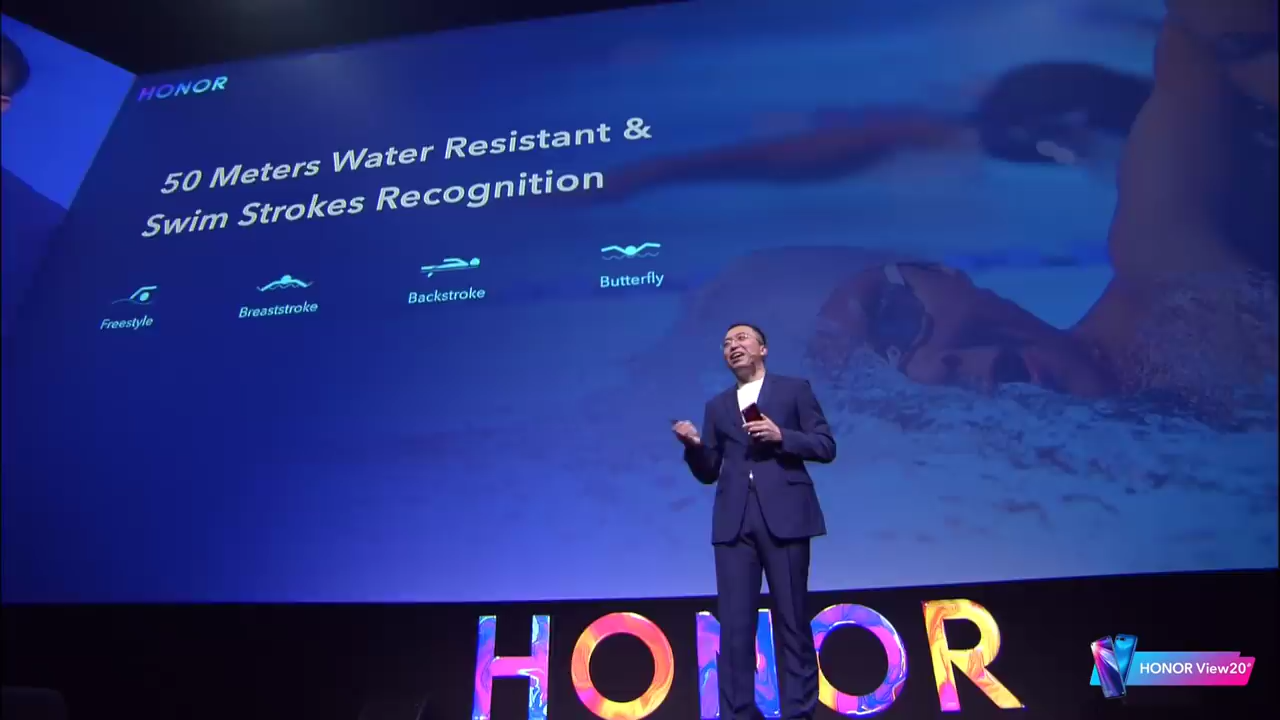 HONOR
50 Meters Water Resistant &
Swim Strokes Recognition
Freestyle
Breaststroke
Backstroke
Butterfly
HONOR
HONOR View20